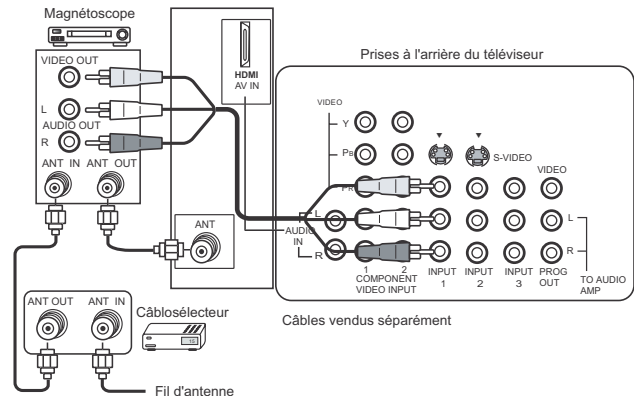 Magnétoscope
VIDEO OUT
L
AUDIO OUT
R
ANT IN ANT OUT
HDMI
AV IN
ANT
Prises à l'arrière du téléviseur
VIDEO
Y
PB
PR
S-VIDEO
VIDEO
L
AUDIO
IN
R
L
R
1 2
COMPONENT
VIDEO INPUT
INPUT
1
INPUT
2
INPUT
3
PROG
OUT
TO AUDIO
AMP
Câbles vendus séparément
ANT OUT ANT IN
Câblosélecteur
15
Fil d'antenne